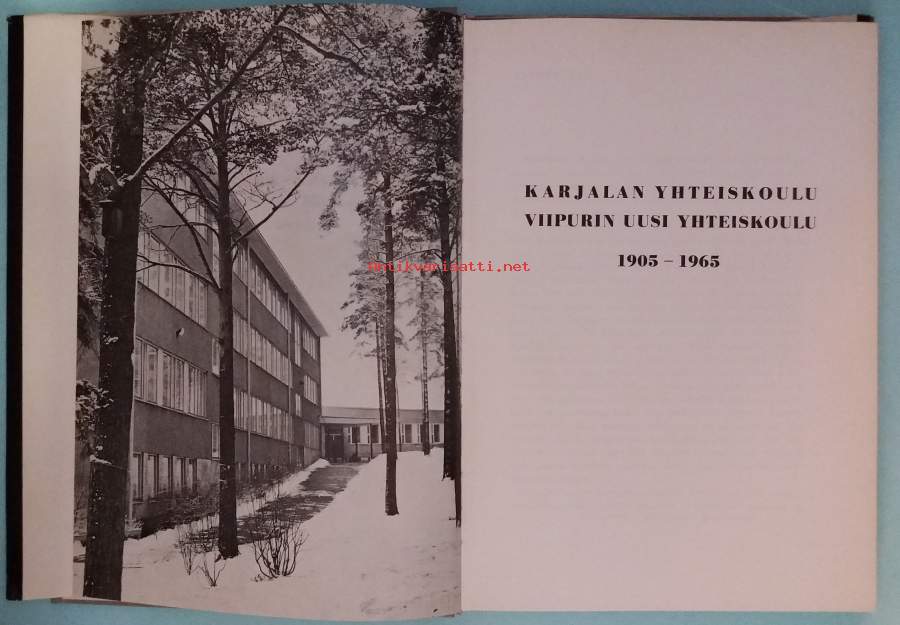 KARJALAN YHTEISKOULU
VIIPURIN UUSI YHTEISKOULU
1905 – 1965
antikvariaatti.net